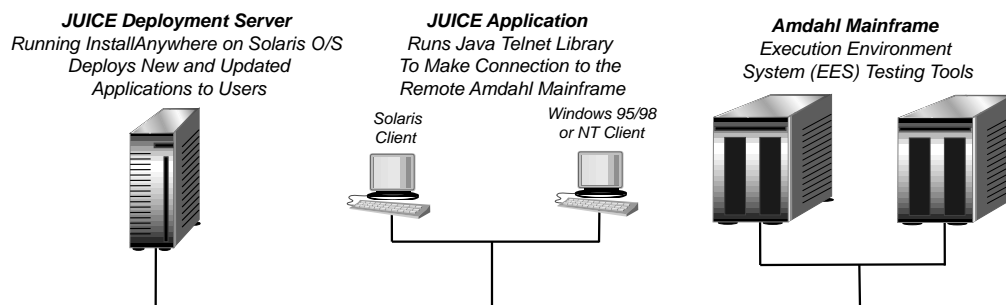 JUICE Deployment Server
Running InstallAnywhere on Solaris O/S
Deploys New and Updated
Applications to Users
JUICE Application
Runs Java Telnet Library
To Make Connection to the
Remote Amdahl Mainframe
Solaris
Client
Windows 95/98
or NT Client
Amdahl Mainframe
Execution Environment
System (EES) Testing Tools